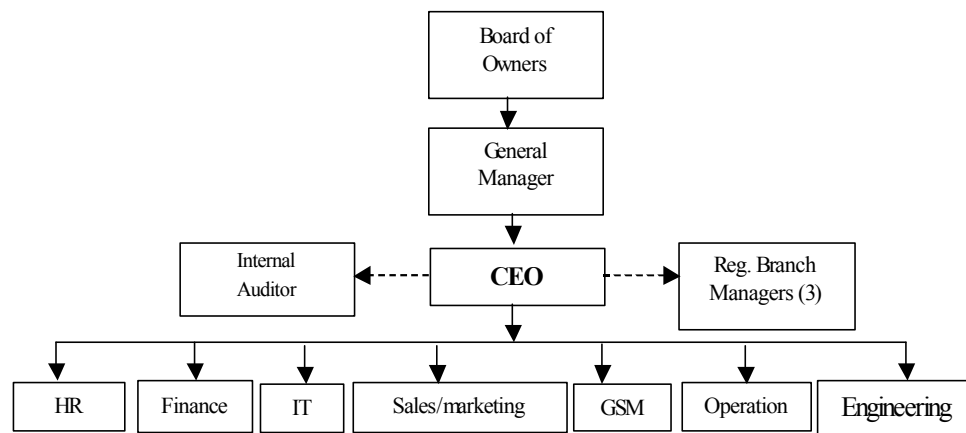 Board of
Owners
General
Manager
Internal
Auditor
CEO
Reg. Branch
Managers (3)
HR
Finance
IT
Sales/marketing
GSM
Operation
Engineering